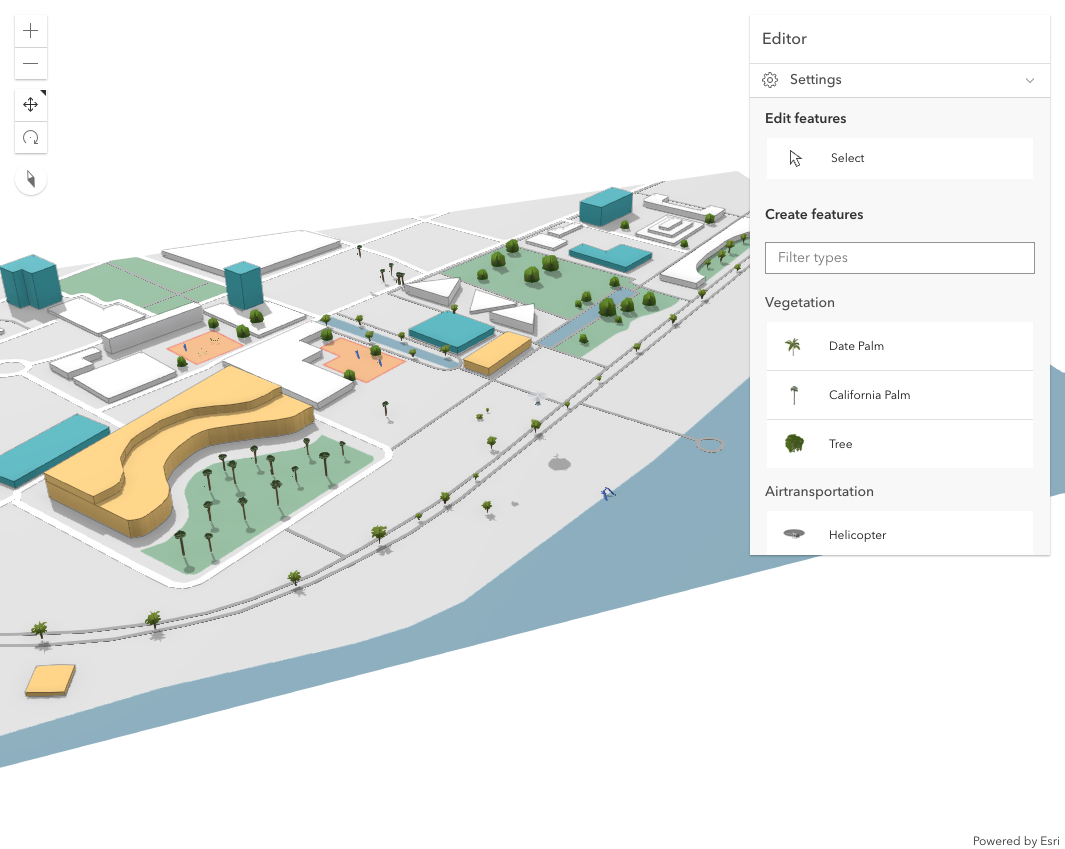 Editor
Settings
Edit features
Select
Create features
Filter types
Vegetation
Date Palm
California Palm
Tree
Airtransportation
Helicopter
Powered by Esri